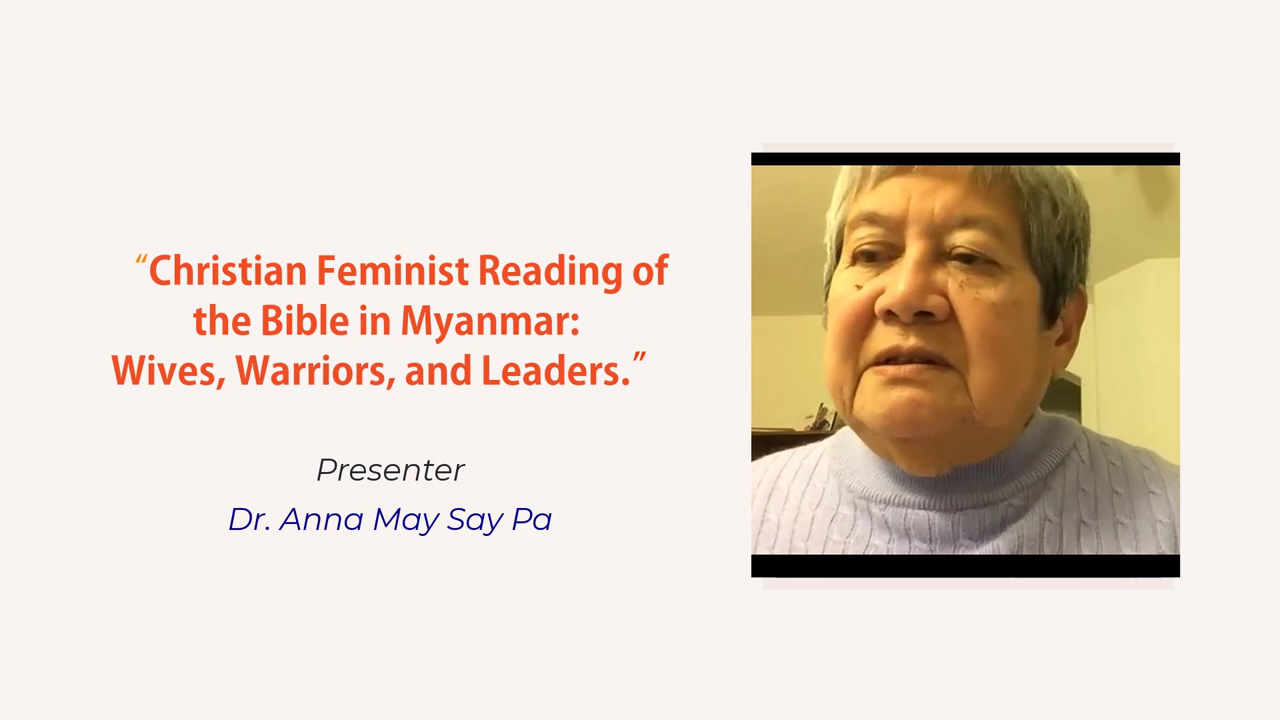 “Christian Feminist Reading of
the Bible in Myanmar:
Wives, Warriors, and Leaders.”
Presenter
Dr. Anna May Say Pa